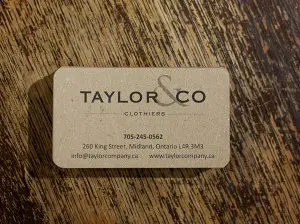 TAYLOR & CO
CLOTHIERS
705-245-0562
260 King Street, Midland, Ontario L4R 3M3
info@taylorcompany.ca www.taylorcompany.ca